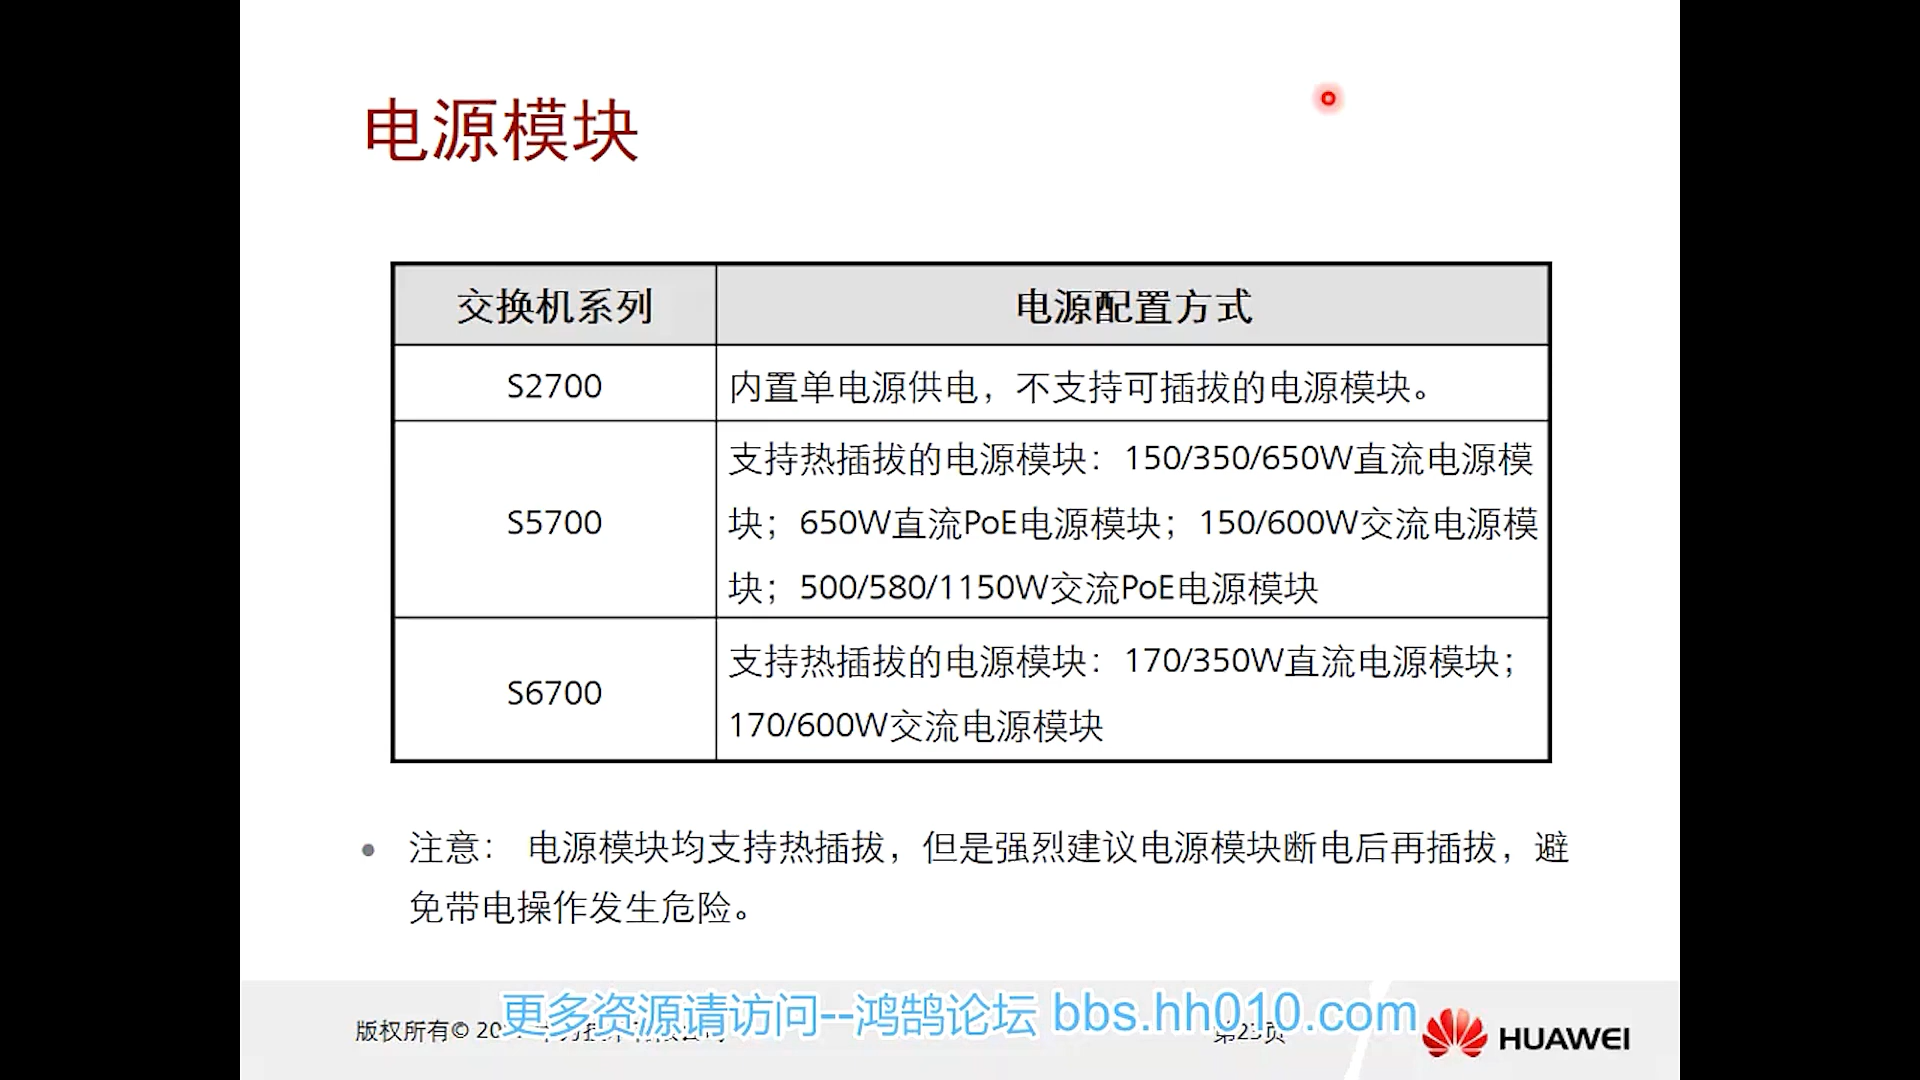 电源模块
交换机系列 电源配置方式
S2700 内置单电源供电，不支持可插拔的电源模块。
S5700 支持热插拔的电源模块：150/350/650W直流电源模
块；650W直流PoE电源模块；150/600W交流电源模
块；500/580/1150W交流PoE电源模块
S6700 支持热插拔的电源模块：170/350W直流电源模块；
170/600W交流电源模块
注意： 电源模块均支持热插拔，但是强烈建议电源模块断电后再插拔，避
免带电操作发生危险。
更多资源请访问--鸿鹄论坛 bbs.hh010.com
版权所有© 20
第23页
HUAWEI